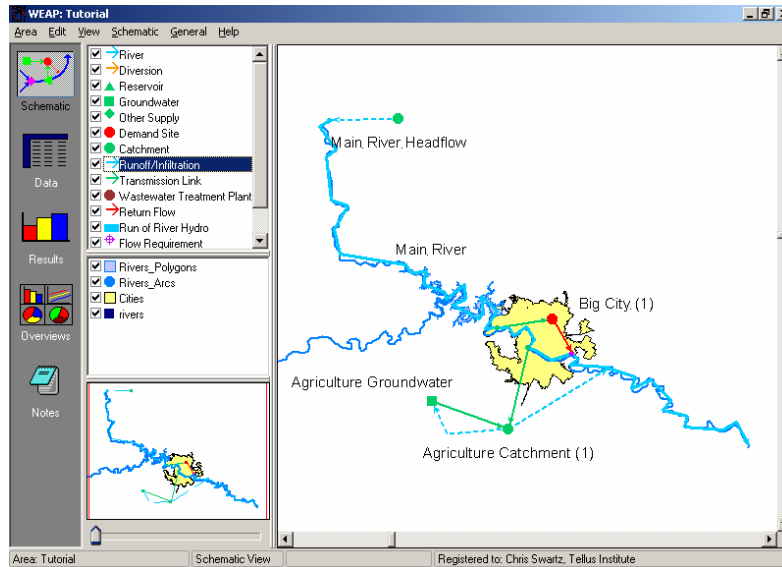 WEAP: Tutorial
Area Edit View Schematic General Help
Schematic
Data
Results
Overviews
Notes
River
Diversion
Reservoir
Groundwater
Other Supply
Demand Site
Catchment
Runoff/Infiltration
Transmission Link
Wastewater Treatment Plant
Return Flow
Run of River Hydro
Flow Requirement
Rivers_Polygons
Rivers_Arcs
Cities
rivers
Main, River, Headflow
Main, River
Big City, (1)
Agriculture Groundwater
Agriculture Catchment (1)
Area: Tutorial
Schematic View
Registered to: Chris Swartz, Tellus Institute